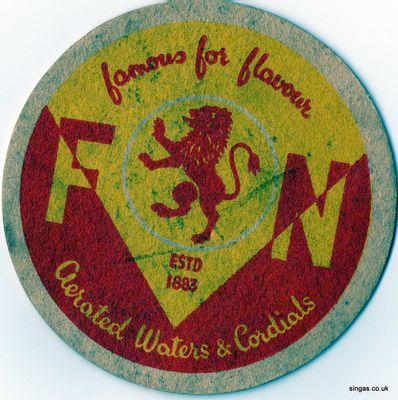 famous for flavour
F N
ESTD
1883
Aerated Waters & Cordials
singas.co.uk